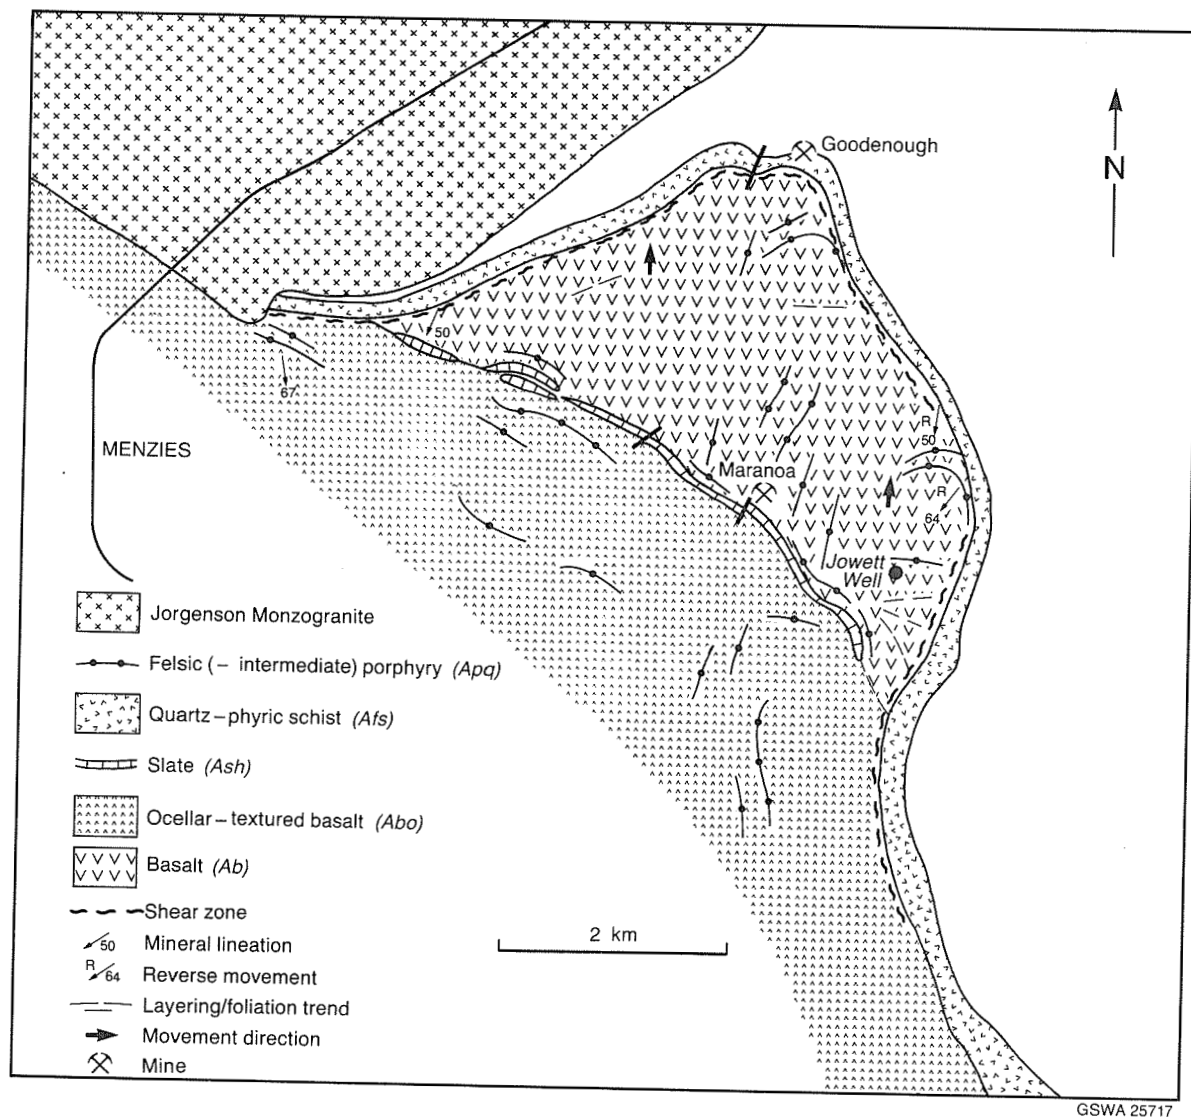 Goodenough
N
50
67
R
50
MENZIES
Maranoa
R
64
Jowett
Well
Jorgenson Monzogranite
Felsic (– intermediate) porphyry (Apq)
Quartz–phyric schist (Afs)
Slate (Ash)
Ocellar–textured basalt (Abo)
Basalt (Ab)
Shear zone
50 Mineral lineation
R
64 Reverse movement
Layering/foliation trend
Movement direction
Mine
2 km
GSWA 25717